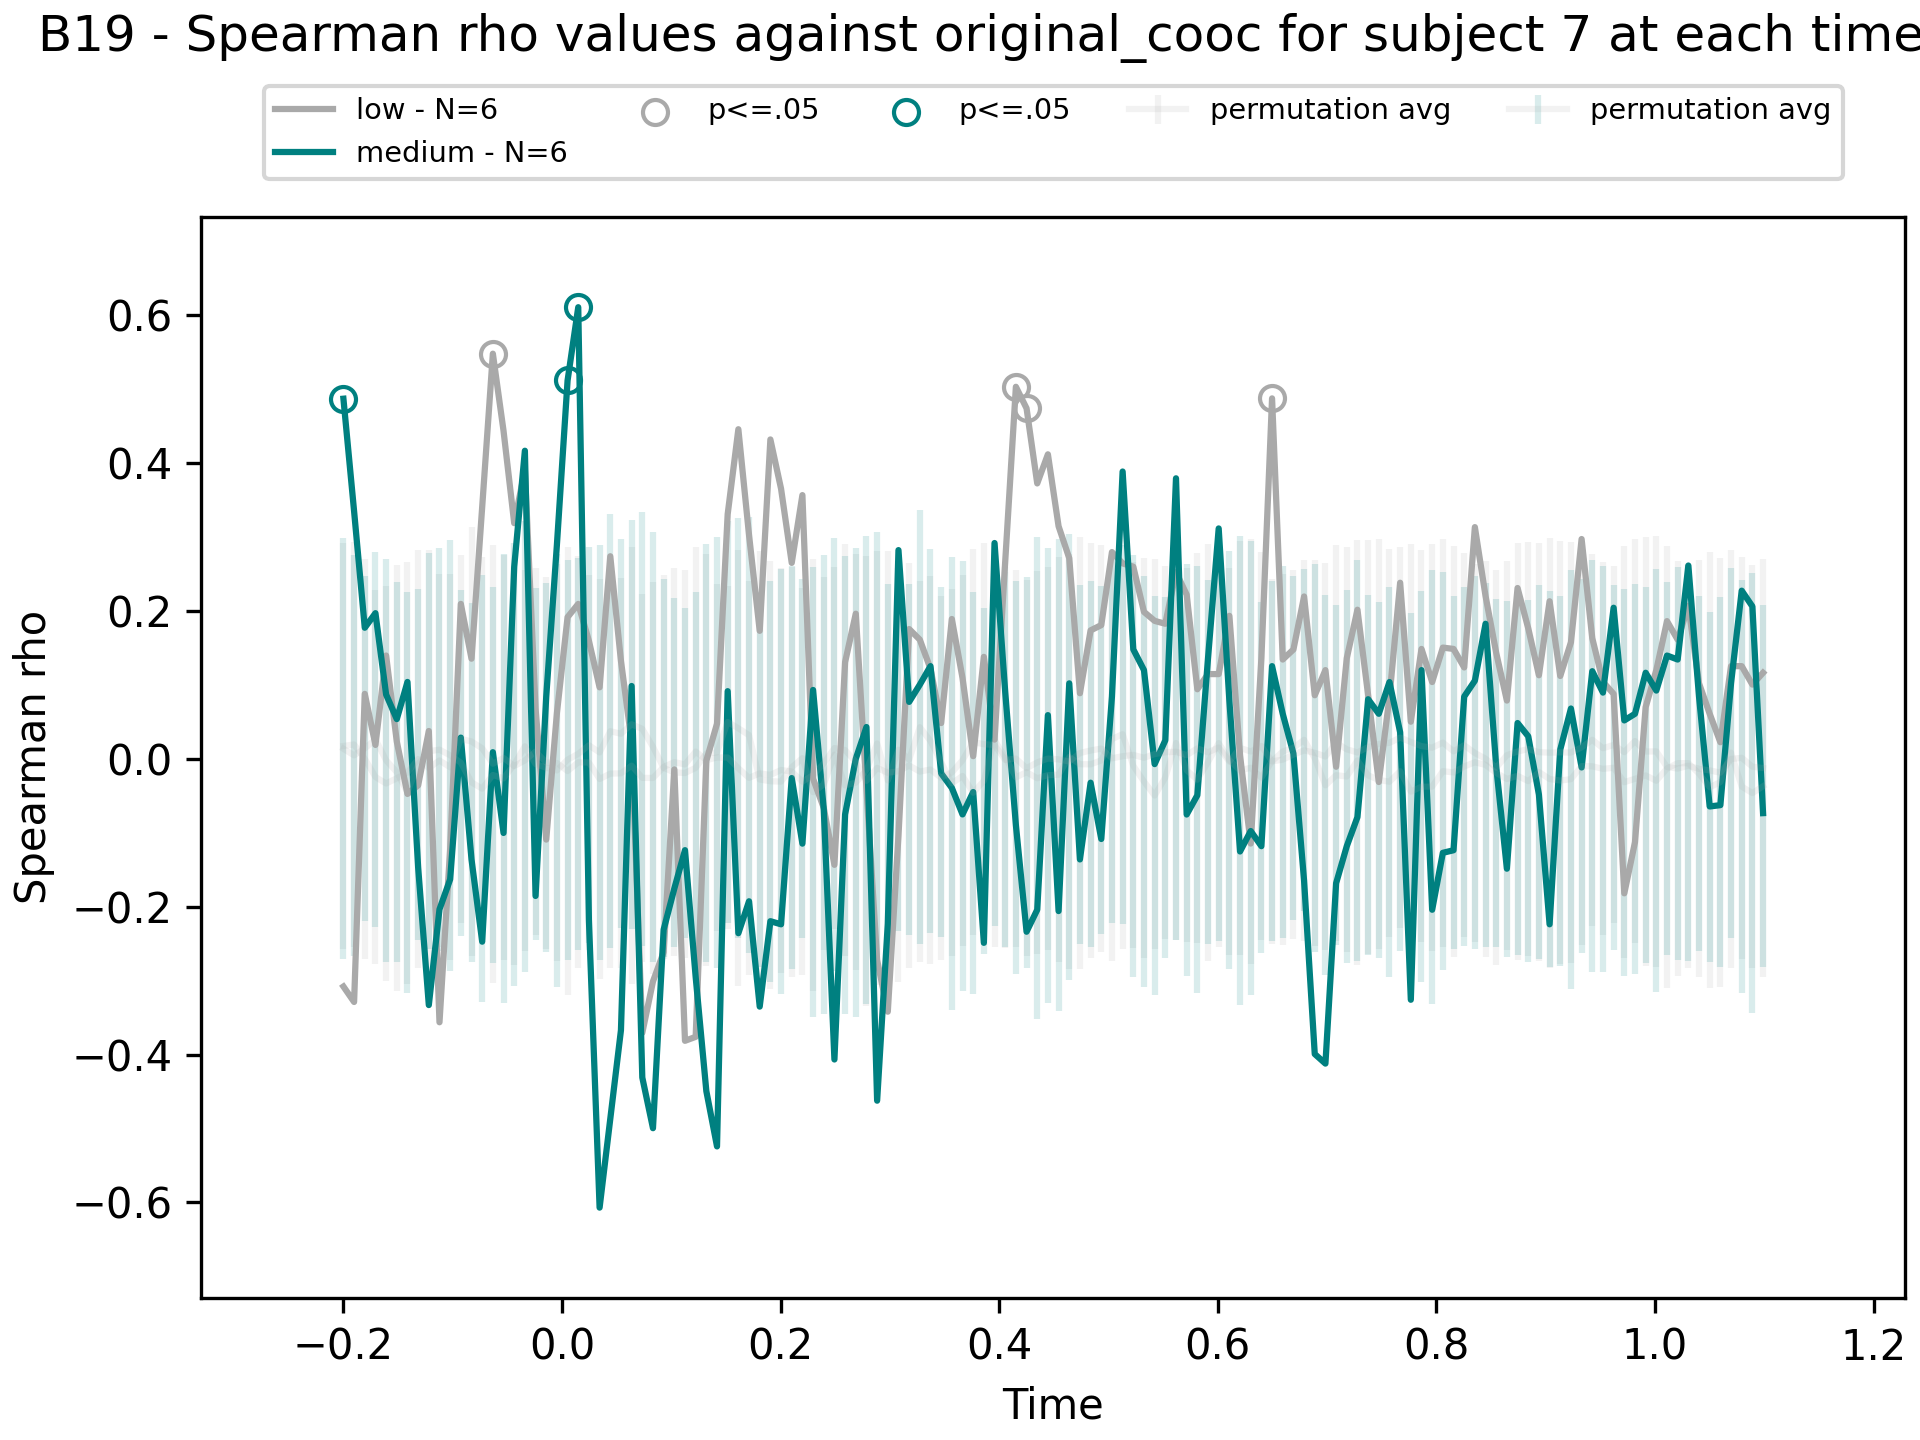 B19 - Spearman rho values against original_cooc for subject 7 at each time
low - N=6
medium - N=6
p<=.05
p<=.05
permutation avg
permutation avg
Spearman rho
0.6
0.4
0.2
0.0
−0.2
−0.4
−0.6
−0.2 0.0 0.2 0.4 0.6 0.8 1.0 1.2
Time